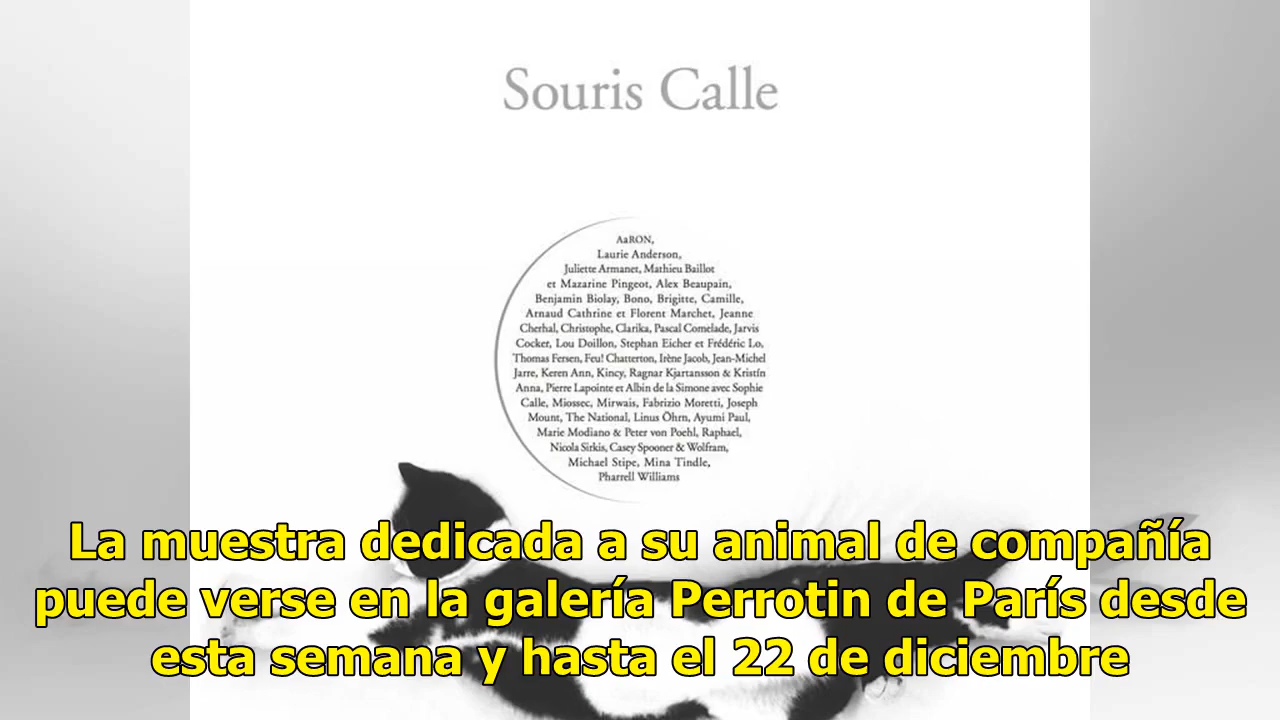 Souris Calle
AaRON,
Laurie Anderson,
Juliette Armanet, Mathieu Baillot
et Mazarine Pingeot, Alex Beaupain,
Benjamin Biolay, Bono, Brigitte, Camille,
Arnaud Cathrine et Florent Marchet, Jeanne
Cherhal, Christophe, Clarika, Pascal Comelade, Jarvis
Cocker, Lou Doillon, Stephan Eicher et Frédéric Lo,
Thomas Fersen, Feu! Chatterton, Irène Jacob, Jean-Michel
Jarre, Keren Ann, Kincy, Ragnar Kjartansson & Kristín
Anna, Pierre Lapointe et Albin de la Simone avec Sophie
Calle, Miossec, Mirwais, Fabrizio Moretti, Joseph
Mount, The National, Linus Öhrn, Ayumi Paul,
Marie Modiano & Peter von Poehl, Raphael,
Nicola Sirkis, Casey Spooner & Wolfram,
Michael Stipe, Mina Tindle,
Pharrell Williams
La muestra dedicada a su animal de compañía
puede verse en la galería Perrotin de París desde
esta semana y hasta el 22 de diciembre